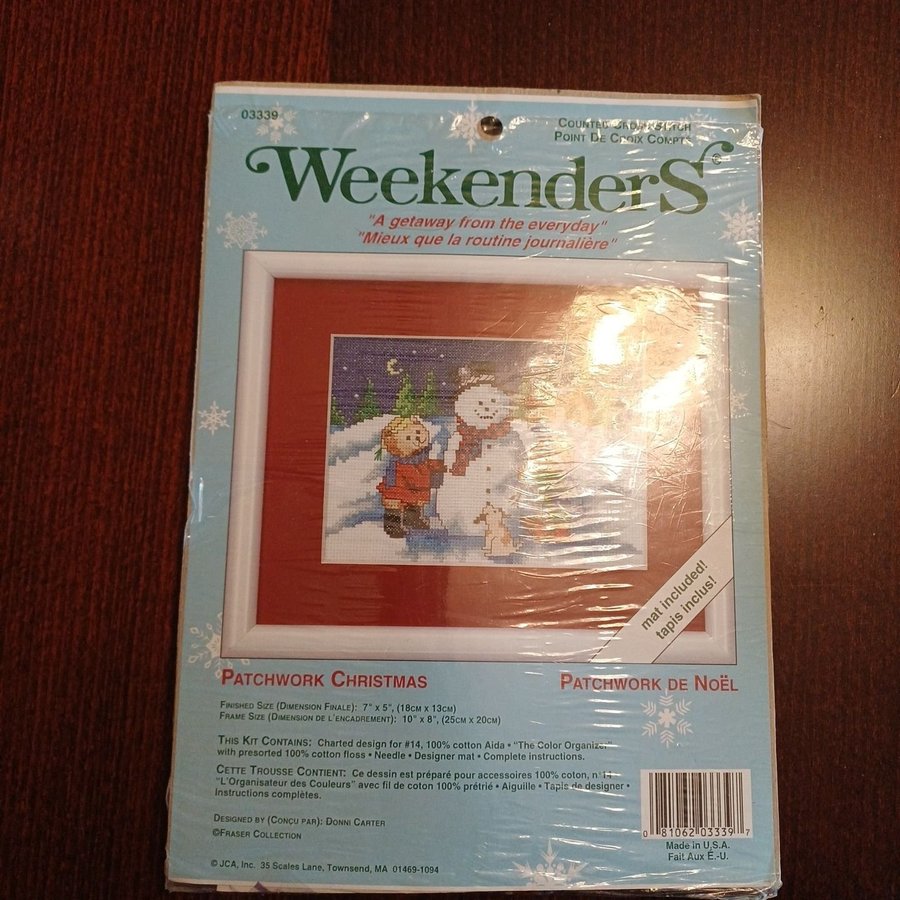 03339
COUNTED CROSS STITCH
POINT DE CROIX COMPTÉ
WEEKENDERS®
"A getaway from the everyday"
"Mieux que la routine journalière"
mat included!
tapis inclus!
PATCHWORK CHRISTMAS
PATCHWORK DE NOËL
FINISHED SIZE (DIMENSION FINALE): 7" x 5", (18CM x 13CM)
FRAME SIZE (DIMENSION DE L'ENCADREMENT): 10" x 8", (25CM x 20CM)
THIS KIT CONTAINS: Charted design for #14, 100% cotton Aida • "The Color Organizer"
with presorted 100% cotton floss • Needle • Designer mat • Complete instructions.
CETTE TROUSSE CONTIENT: Ce dessin est préparé pour accessoires 100% coton, n°14
"L'Organisateur des Couleurs" avec fil de coton 100% prétrié • Aiguille • Tapis de designer •
Instructions complètes.
DESIGNED BY (CONÇU PAR): DONNI CARTER
©FRASER COLLECTION
© JCA, INC. 35 SCALES LANE, TOWNSEND, MA 01469-1094
0 81062 03339 7
Made in U.S.A.
Fait Aux É.-U.